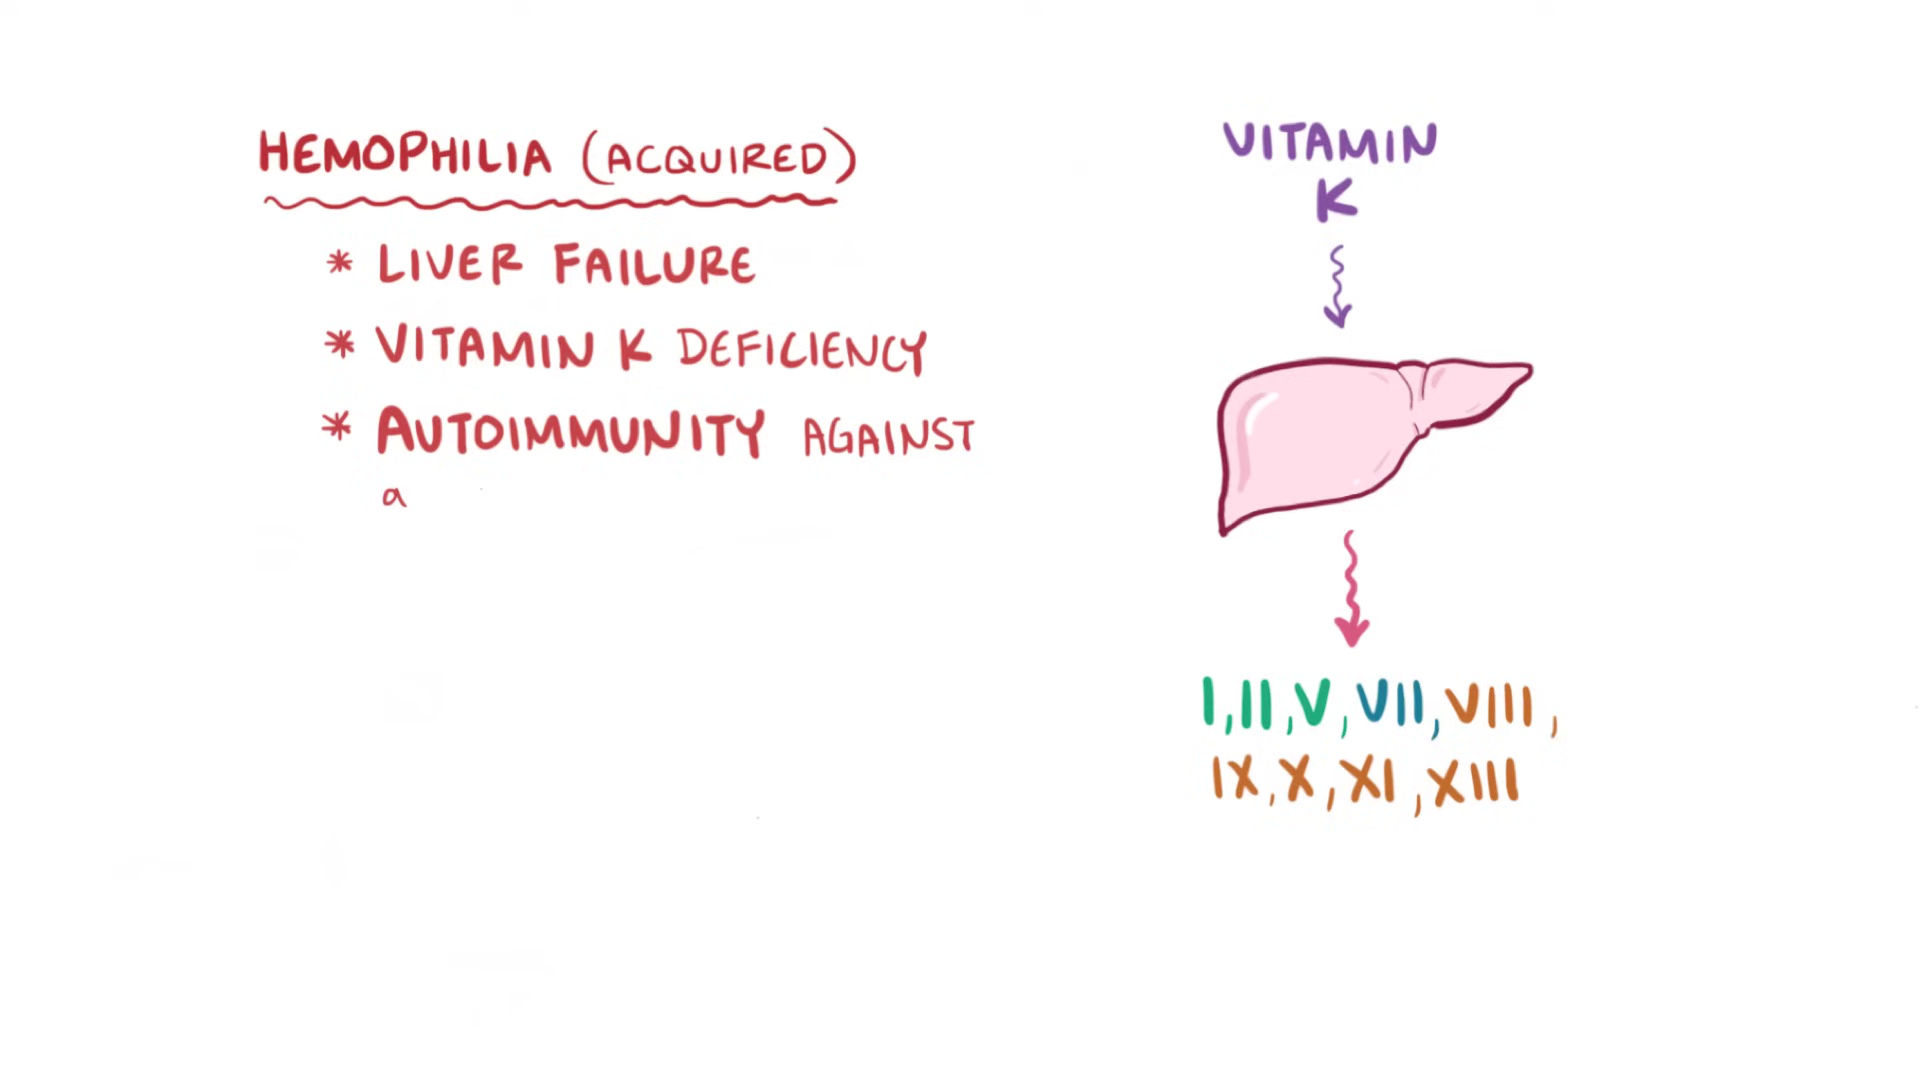 HEMOPHILIA (ACQUIRED)
* LIVER FAILURE
* VITAMIN K DEFICIENCY
* AUTOIMMUNITY AGAINST
a
VITAMIN
K
I, II, V, VII, VIII,
IX, X, XI, XIII